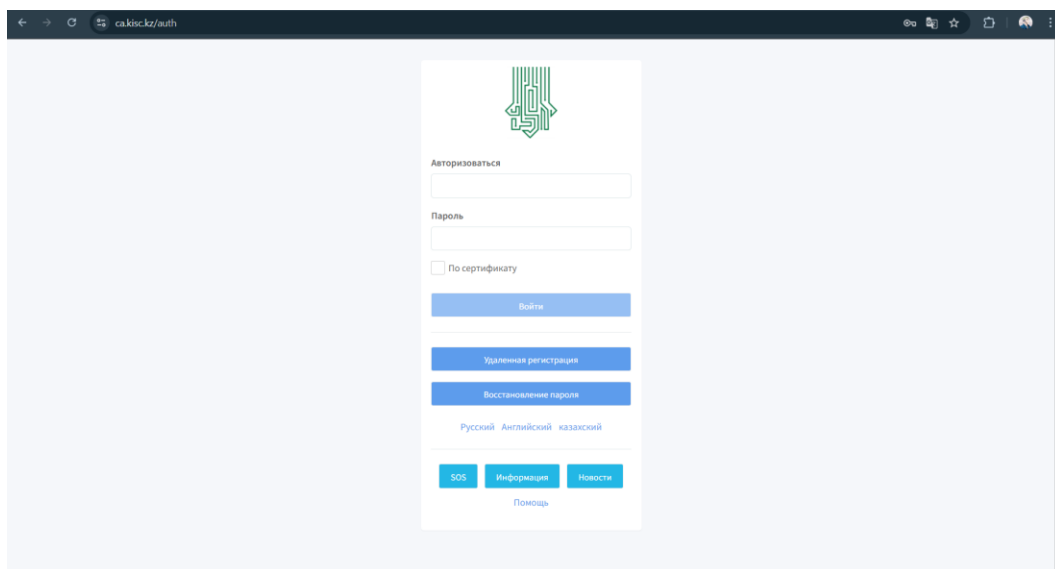 ca.kisc.kz/auth
Авторизоваться
Пароль
По сертификату
Войти
Удаленная регистрация
Восстановление пароля
Русский Английский казахский
SOS Информация Новости
Помощь